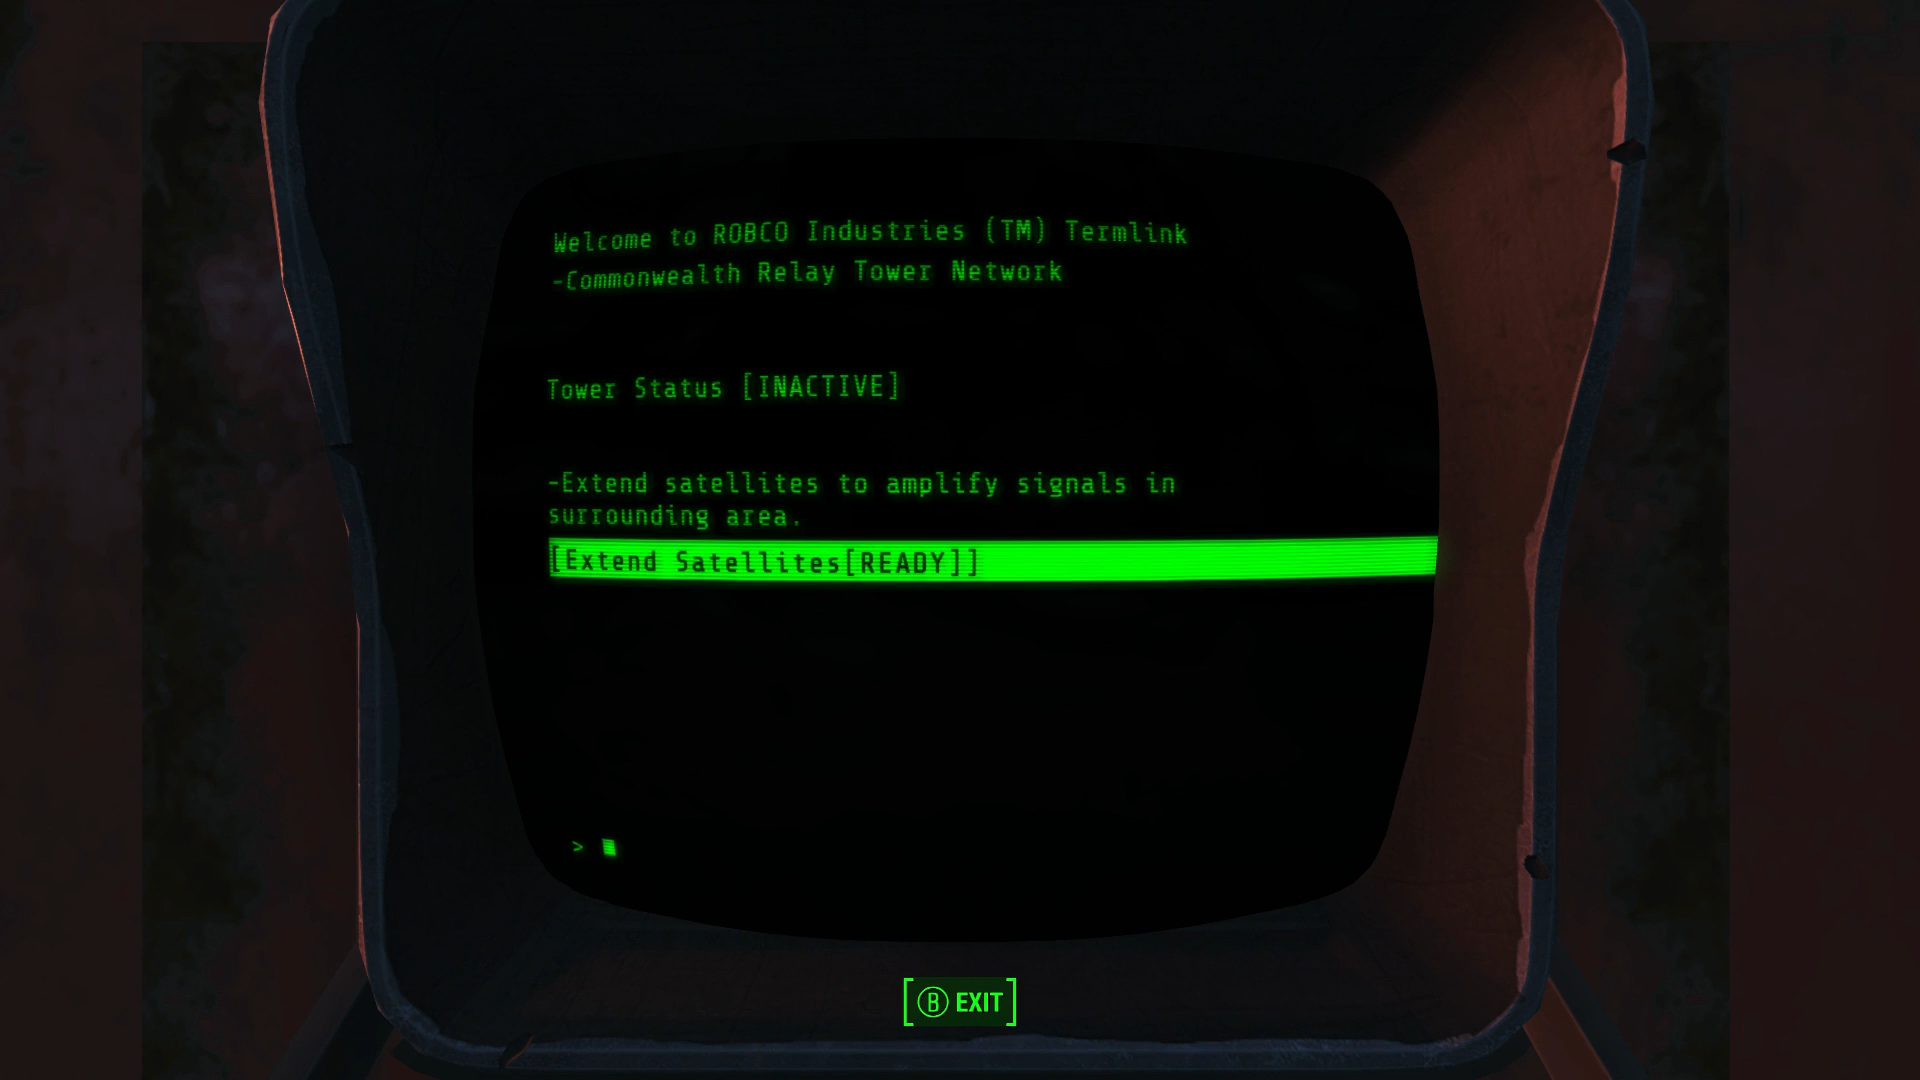 Welcome to ROBCO Industries (TM) Termlink
-Commonwealth Relay Tower Network
Tower Status [INACTIVE]
-Extend satellites to amplify signals in
surrounding area.
[Extend Satellites[READY]]
>
B EXIT